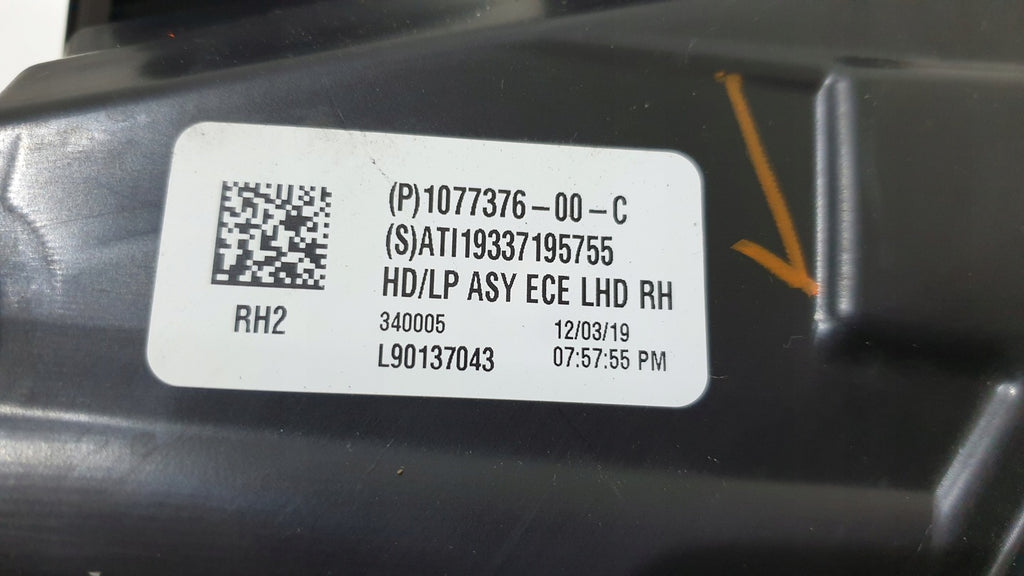 (P)1077376-00-C
(S)ATI19337195755
HD/LP ASY ECE LHD RH
RH2
340005 12/03/19
L90137043 07:57:55 PM